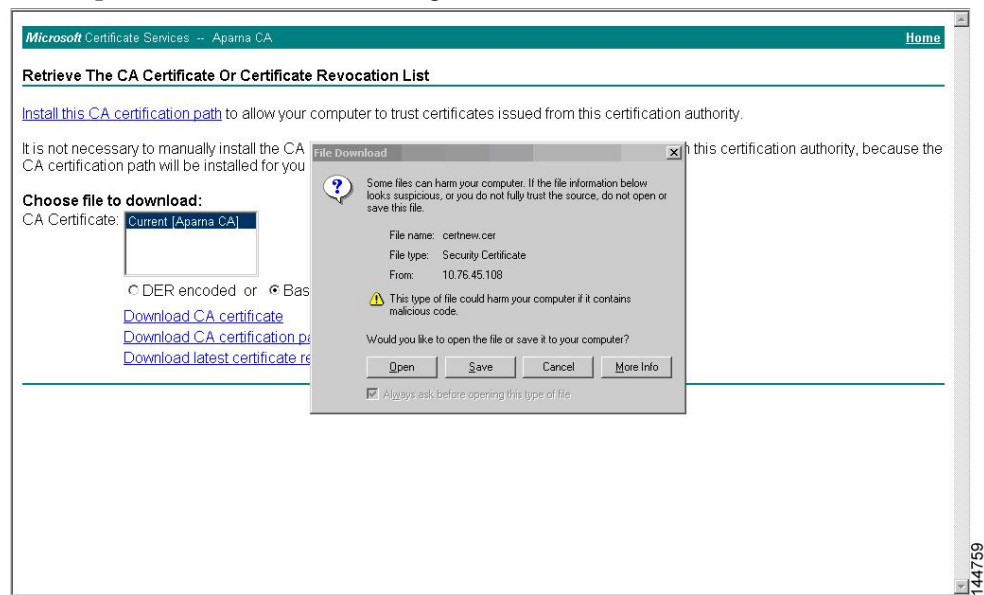 Microsoft Certificate Services -- Aparna CA Home
Retrieve The CA Certificate Or Certificate Revocation List
Install this CA certification path to allow your computer to trust certificates issued from this certification authority.
It is not necessary to manually install the CA this certification authority, because the
CA certification path will be installed for you
Choose file to download:
CA Certificate: Current [Aparna CA]
DER encoded or Bas
Download CA certificate
Download CA certification pa
Download latest certificate re
File Download
Some files can harm your computer. If the file information below
looks suspicious, or you do not fully trust the source, do not open or
save this file.
File name: certnew.cer
File type: Security Certificate
From: 10.76.45.108
This type of file could harm your computer if it contains
malicious code.
Would you like to open the file or save it to your computer?
Open Save Cancel More Info
Always ask before opening this type of file
144759